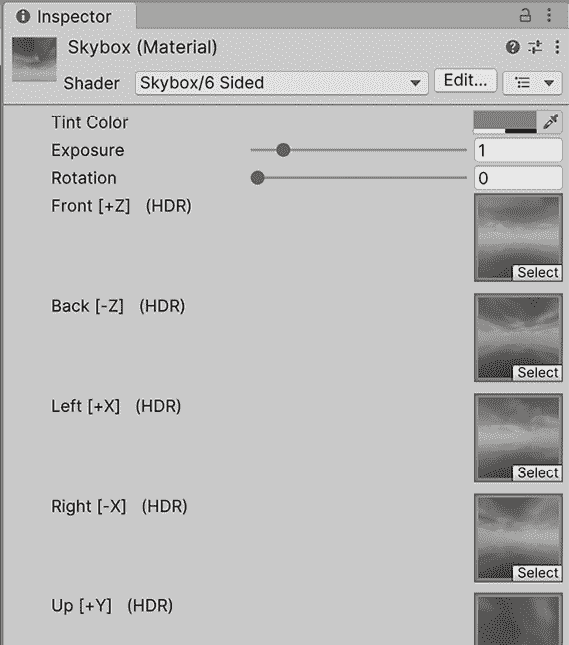 Inspector
Skybox (Material)
Shader Skybox/6 Sided Edit...
Tint Color
Exposure 1
Rotation 0
Front [+Z] (HDR)
Select
Back [-Z] (HDR)
Select
Left [+X] (HDR)
Select
Right [-X] (HDR)
Select
Up [+Y] (HDR)